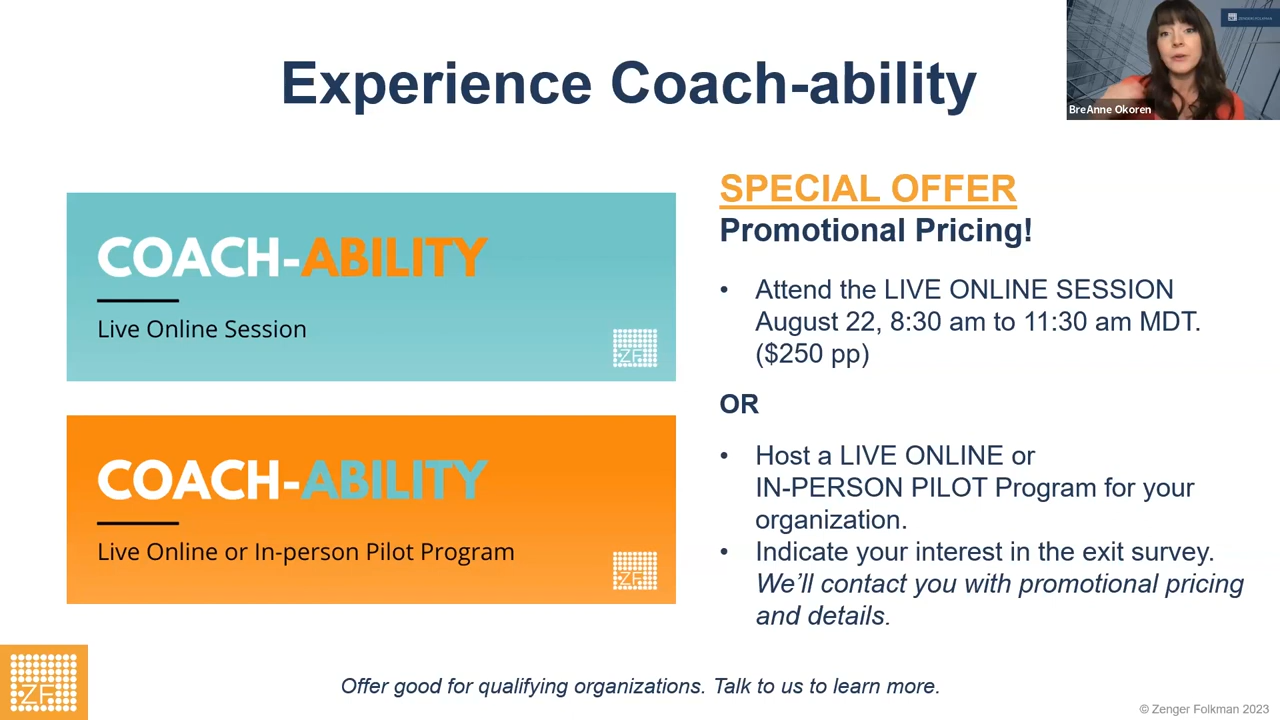 Experience Coach-ability
BreAnne Okoren
COACH-ABILITY
Live Online Session
ZF
COACH-ABILITY
Live Online or In-person Pilot Program
ZF
SPECIAL OFFER
Promotional Pricing!
• Attend the LIVE ONLINE SESSION
August 22, 8:30 am to 11:30 am MDT.
($250 pp)
OR
• Host a LIVE ONLINE or
IN-PERSON PILOT Program for your
organization.
• Indicate your interest in the exit survey.
We’ll contact you with promotional pricing
and details.
ZF
Offer good for qualifying organizations. Talk to us to learn more.
© Zenger Folkman 2023